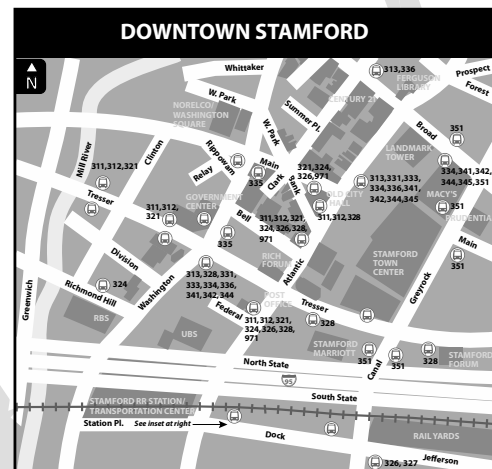 DOWNTOWN STAMFORD
N
Whittaker
313,336
FERGUSON
LIBRARY
Prospect
Forest
W. Park
CENTURY 21
NORELCO/
WASHINGTON
SQUARE
Summer Pl.
W. Park
Broad
351
Mill River
Clinton
Rippowam
LANDMARK
TOWER
311,312,321
Relay
Main
335
Clark
Bank
321,324,
326,971
313,331,333,
334,336,341,
342,344,345
334,341,342,
344,345,351
Tresser
GOVERNMENT
CENTER
OLD CITY
HALL
MACY'S
311,312,
321
Bell
311,312,328
351
PRUDENTIAL
311,312,321,
324,326,328,
971
335
Main
Division
RICH
FORUM
STAMFORD
TOWN
CENTER
351
Greenwich
Richmond Hill
324
Washington
313,328,331,
333,334,336,
341,342,344
Atlantic
Greyrock
POST
OFFICE
Tresser
RBS
Federal
311,312,321,
324,326,328,
971
328
UBS
STAMFORD
MARRIOTT
351
351
328
STAMFORD
FORUM
North State
Canal
95
South State
STAMFORD RR STATION/
TRANSPORTATION CENTER
Station Pl.
See inset at right
Dock
RAIL YARDS
Jefferson
326, 327